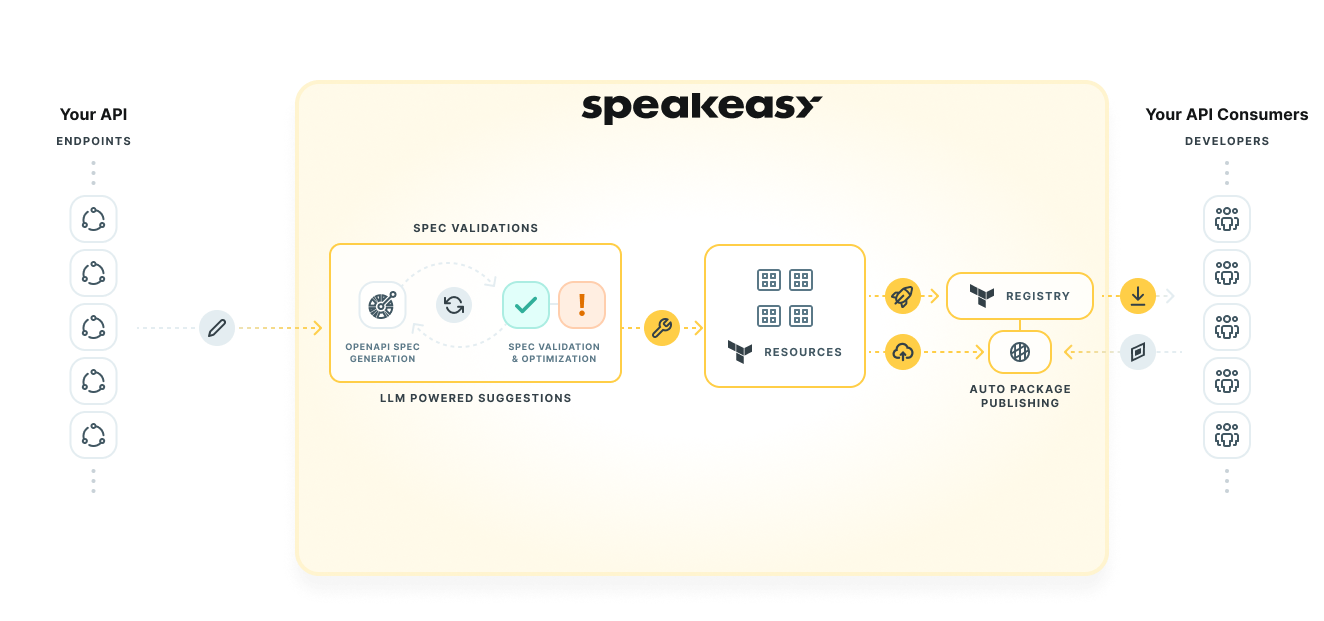 speakeasy
Your API
ENDPOINTS
SPEC VALIDATIONS
OPENAPI SPEC
GENERATION
SPEC VALIDATION
& OPTIMIZATION
LLM POWERED SUGGESTIONS
RESOURCES
REGISTRY
AUTO PACKAGE
PUBLISHING
Your API Consumers
DEVELOPERS